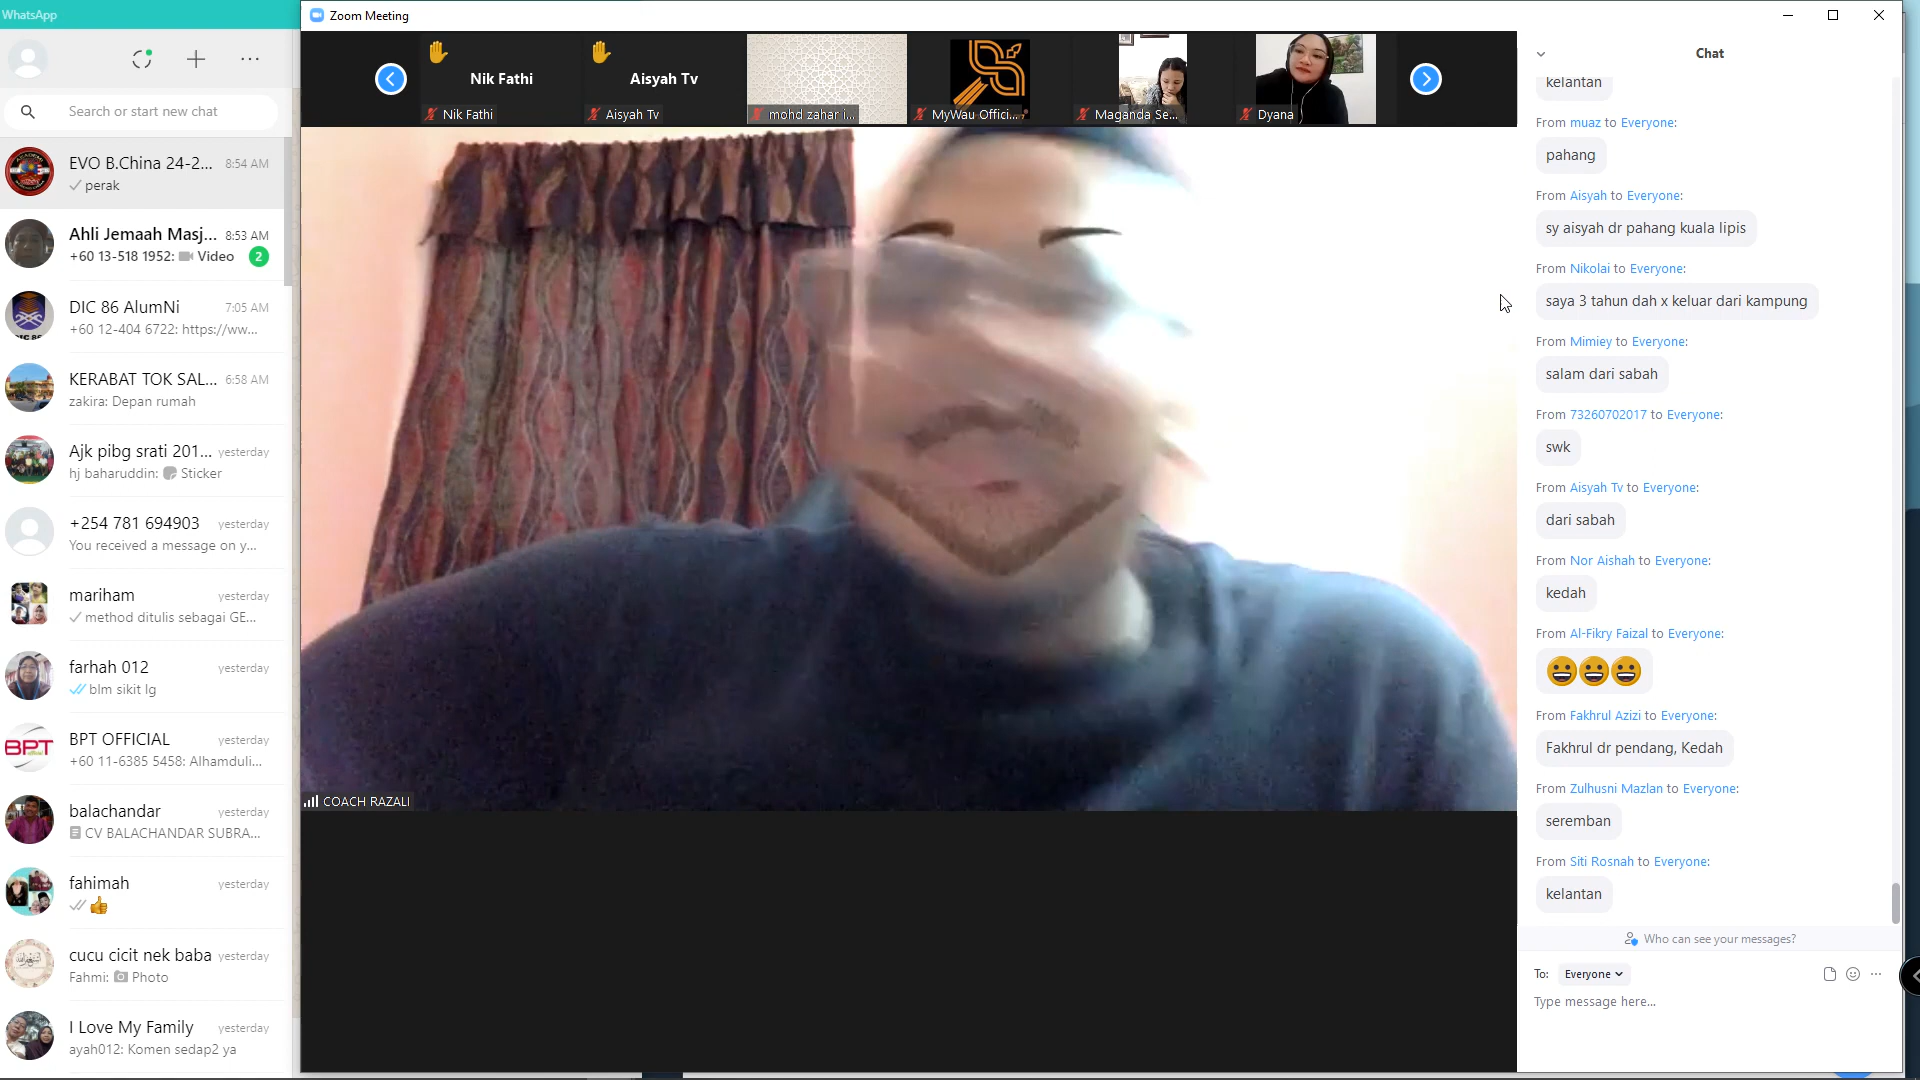 WhatsApp
Search or start new chat
EVO B.China 24-2... 8:54 AM
perak
Ahli Jemaah Masj... 8:53 AM
+60 13-518 1952: Video 2
DIC 86 AlumNi 7:05 AM
+60 12-404 6722: https://ww...
KERABAT TOK SAL... 6:58 AM
zakira: Depan rumah
Ajk pibg srati 201... yesterday
hj baharuddin: Sticker
+254 781 694903 yesterday
You received a message on y...
mariham yesterday
method ditulis sebagai GE...
farhah 012 yesterday
blm sikit lg
BPT
BPT OFFICIAL yesterday
+60 11-6385 5458: Alhamduli...
balachandar yesterday
CV BALACHANDAR SUBRA...
fahimah yesterday
cucu cicit nek baba yesterday
Fahmi: Photo
I Love My Family yesterday
ayah012: Komen sedap2 ya
Zoom Meeting
Nik Fathi
Nik Fathi
Aisyah Tv
Aisyah Tv
mohd zahar i...
MyWau Offici...
Maganda Se...
Dyana
COACH RAZALI
Chat
kelantan
From muaz to Everyone:
pahang
From Aisyah to Everyone:
sy aisyah dr pahang kuala lipis
From Nikolai to Everyone:
saya 3 tahun dah x keluar dari kampung
From Mimiey to Everyone:
salam dari sabah
From 73260702017 to Everyone:
swk
From Aisyah Tv to Everyone:
dari sabah
From Nor Aishah to Everyone:
kedah
From Al-Fikry Faizal to Everyone:
😀😀😀
From Fakhrul Azizi to Everyone:
Fakhrul dr pendang, Kedah
From Zulhusni Mazlan to Everyone:
seremban
From Siti Rosnah to Everyone:
kelantan
Who can see your messages?
To: Everyone
Type message here...